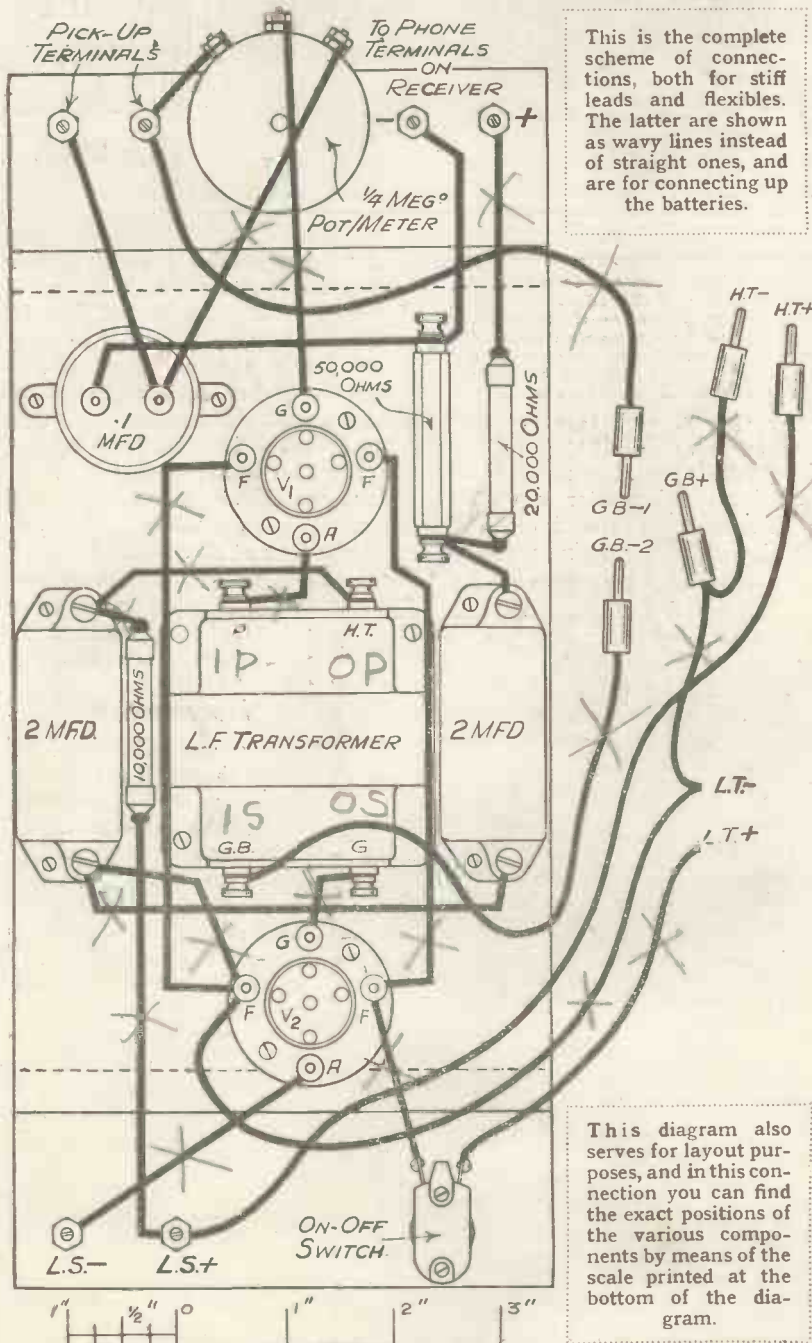 PICK-UP
TERMINALS
TO PHONE
TERMINALS
ON
RECEIVER
- +
This is the complete
scheme of connec-
tions, both for stiff
leads and flexibles.
The latter are shown
as wavy lines instead
of straight ones, and
are for connecting up
the batteries.
¼ MEGº
POT/METER
H.T.-
H.T.+
50,000
OHMS
20,000 OHMS
.1
MFD
G
F
V1
F
A
G B-1
G.B.-2
G B+
P
H.T.
1P
OP
2 MFD.
10,000 OHMS
L.F. TRANSFORMER
2 MFD
1S
OS
G.B.
G
L.T.-
L.T.+
G
F
V2
F
A
L.S.-
L.S.+
ON-OFF
SWITCH
This diagram also
serves for layout pur-
poses, and in this con-
nection you can find
the exact positions of
the various compo-
nents by means of the
scale printed at the
bottom of the dia-
gram.
1" ½" 0 1" 2" 3"